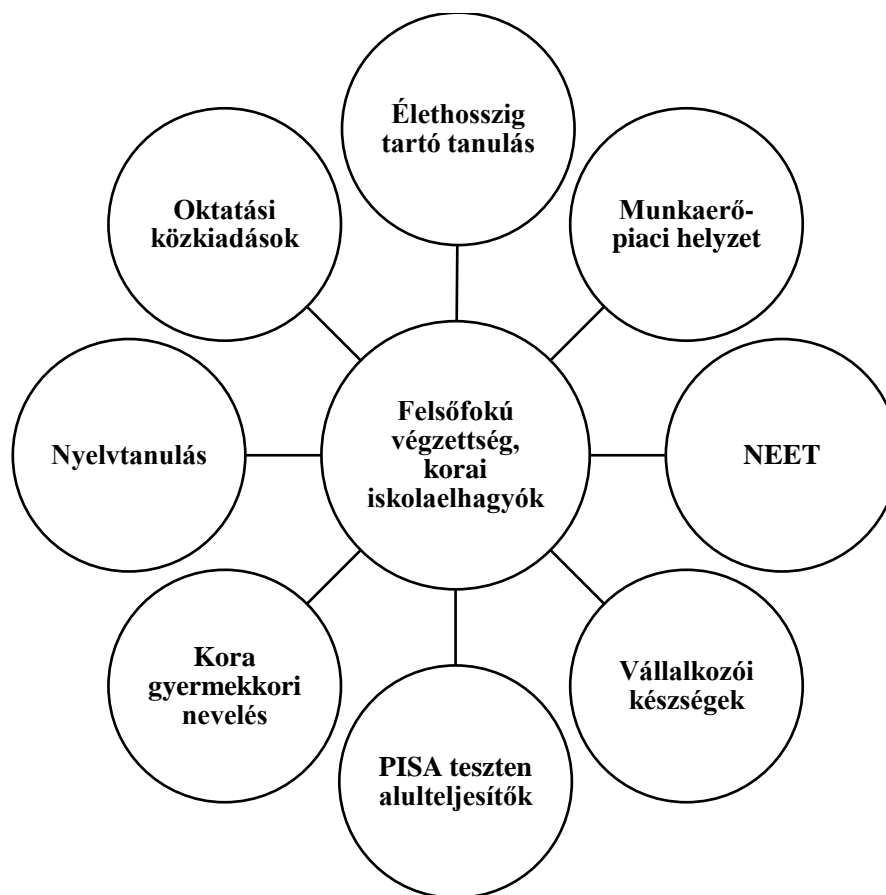 Élethosszig
tartó tanulás
Oktatási
közkiadások
Munkaerő-
piaci helyzet
Felsőfokú
végzettség,
korai
iskolaelhagyók
Nyelvtanulás
NEET
Kora
gyermekkori
nevelés
Vállalkozói
készségek
PISA teszten
alulteljesítők